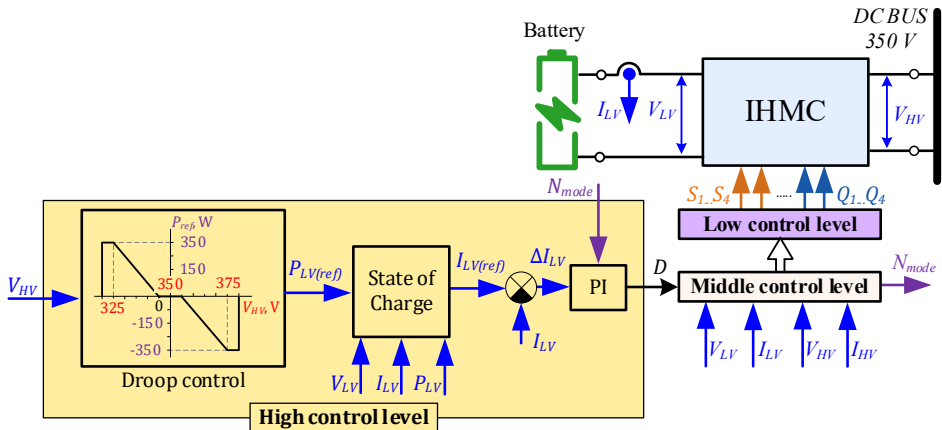 DC BUS
350 V
Battery
IHMC
I_LV
V_LV
V_HV
N_mode
S_1...S_4
.....
Q_1...Q_4
Low control level
P_ref, W
350
150
350
375
0
325
V_HV, V
-150
-350
Droop control
V_HV
P_LV(ref)
State of
Charge
I_LV(ref)
ΔI_LV
PI
D
Middle control level
N_mode
I_LV
V_LV
I_LV
P_LV
V_LV
I_LV
V_HV
I_HV
High control level